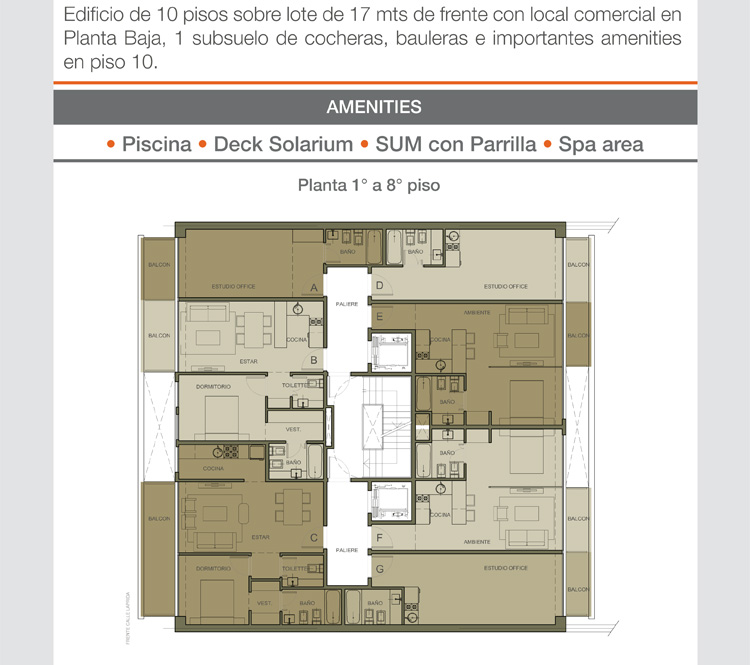 Edificio de 10 pisos sobre lote de 17 mts de frente con local comercial en
Planta Baja, 1 subsuelo de cocheras, bauleras e importantes amenities
en piso 10.
AMENITIES
• Piscina • Deck Solarium • SUM con Parrilla • Spa area
Planta 1° a 8° piso
BALCON
ESTUDIO OFFICE
A
BAÑO
BAÑO
D
ESTUDIO OFFICE
BALCON
PALIERE
BALCON
ESTAR
B
COCINA
E
COCINA
AMBIENTE
BALCON
DORMITORIO
TOILETTE
BAÑO
VEST.
COCINA
BAÑO
BAÑO
BALCON
ESTAR
C
COCINA
F
AMBIENTE
BALCON
PALIERE
DORMITORIO
TOILETTE
G
ESTUDIO OFFICE
BALCON
VEST.
BAÑO
BAÑO
FRENTE CALLE LAPRIDA